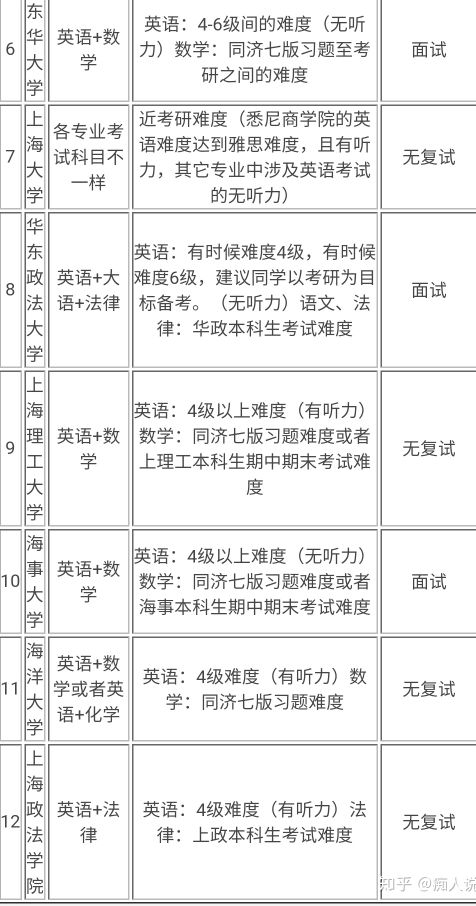 6
东
华
大
学
英语+数
学
英语：4-6级间的难度（无听
力）数学：同济七版习题至考
研之间的难度
面试
7
上
海
大
学
各专业考
试科目不
一样
近考研难度（悉尼商学院的英
语难度达到雅思难度，且有听
力，其它专业中涉及英语考试
的无听力）
无复试
8
华
东
政
法
大
学
英语+大
语+法律
英语：有时候难度4级，有时候
难度6级，建议同学以考研为目
标备考。（无听力）语文、法
律：华政本科生考试难度
面试
9
上
海
理
工
大
学
英语+数
学
英语：4级以上难度（有听力）
数学：同济七版习题难度或者
上理工本科生期中期末考试难
度
无复试
10
海
事
大
学
英语+数
学
英语：4级以上难度（无听力）
数学：同济七版习题难度或者
海事本科生期中期末考试难度
面试
11
海
洋
大
学
英语+数
学或者英
语+化学
英语：4级难度（有听力）数
学：同济七版习题难度
无复试
12
上
海
政
法
学
院
英语+法
律
英语：4级难度（有听力）法
律：上政本科生考试难度
无复试
知乎 @痴人说